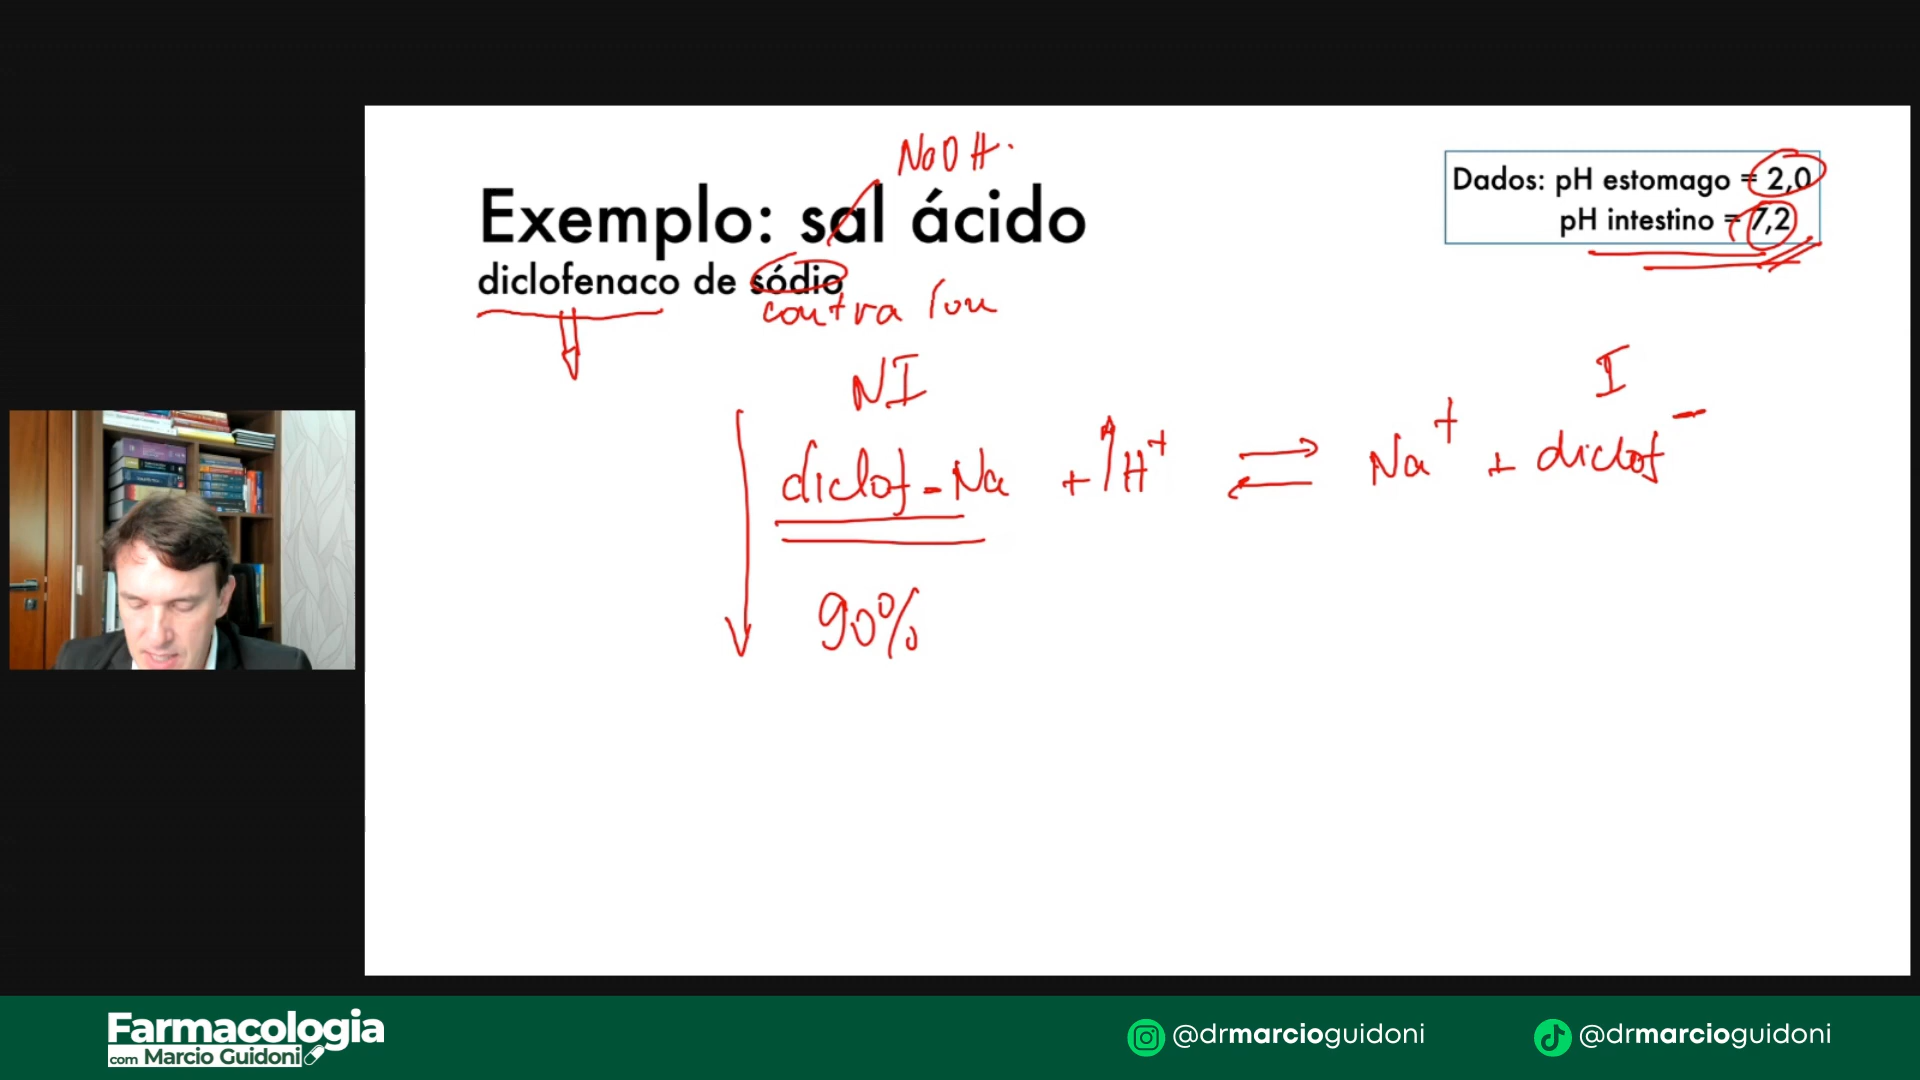 NaOH.
Exemplo: sal ácido
diclofenaco de sódio
contra íon
Dados: pH estomago = 2,0
pH intestino = 7,2
NI
I
diclof - Na + ↑H⁺ ⇌ Na⁺ + diclof⁻
90%
Farmacologia
com Marcio Guidoni
@drmarcioguidoni
@drmarcioguidoni